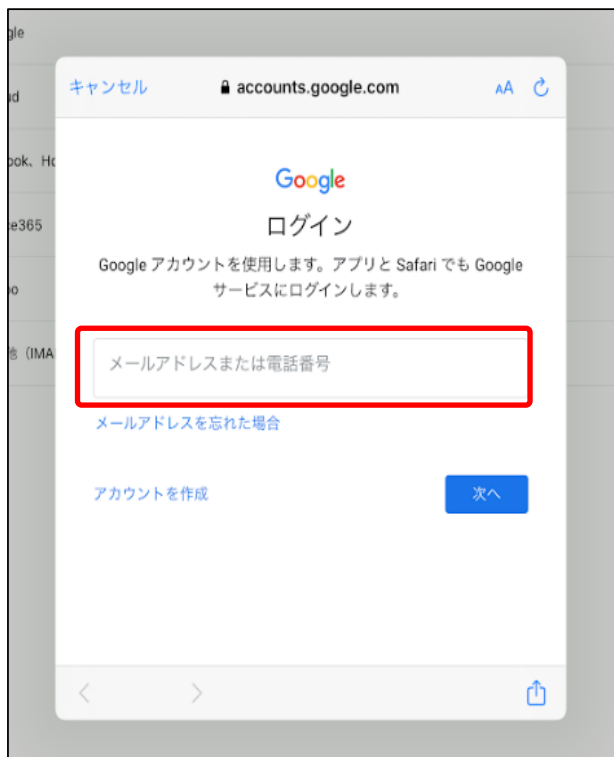 gle
キャンセル
accounts.google.com
AA
ud
ook、Ho
Google
ce365
ログイン
Google アカウントを使用します。アプリと Safari でも Google
サービスにログインします。
oo
(IMA
メールアドレスまたは電話番号
メールアドレスを忘れた場合
アカウントを作成
次へ